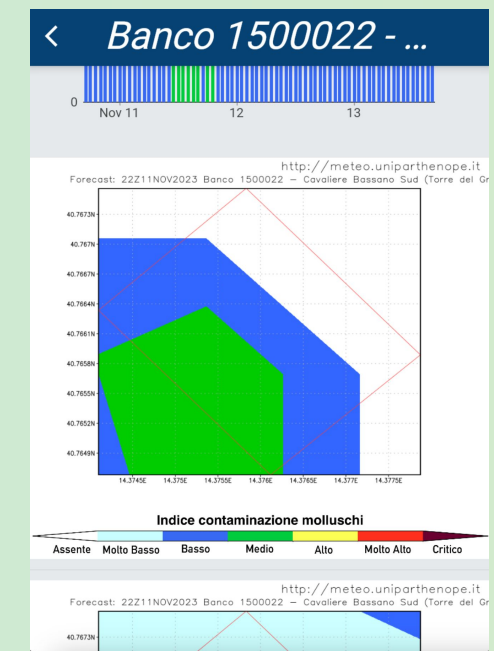 Banco 1500022 - ...
0
Nov 11 12 13
http://meteo.uniparthenope.it
Forecast: 22Z11NOV2023 Banco 1500022 – Cavaliere Bassano Sud (Torre del Gr
40.7673N
40.767N
40.7667N
40.7664N
40.7661N
40.7658N
40.7655N
40.7652N
40.7649N
14.3745E 14.375E 14.3755E 14.376E 14.3765E 14.377E 14.3775E
Indice contaminazione molluschi
Assente Molto Basso Basso Medio Alto Molto Alto Critico
http://meteo.uniparthenope.it
Forecast: 22Z11NOV2023 Banco 1500022 – Cavaliere Bassano Sud (Torre del Gr
40.7673N